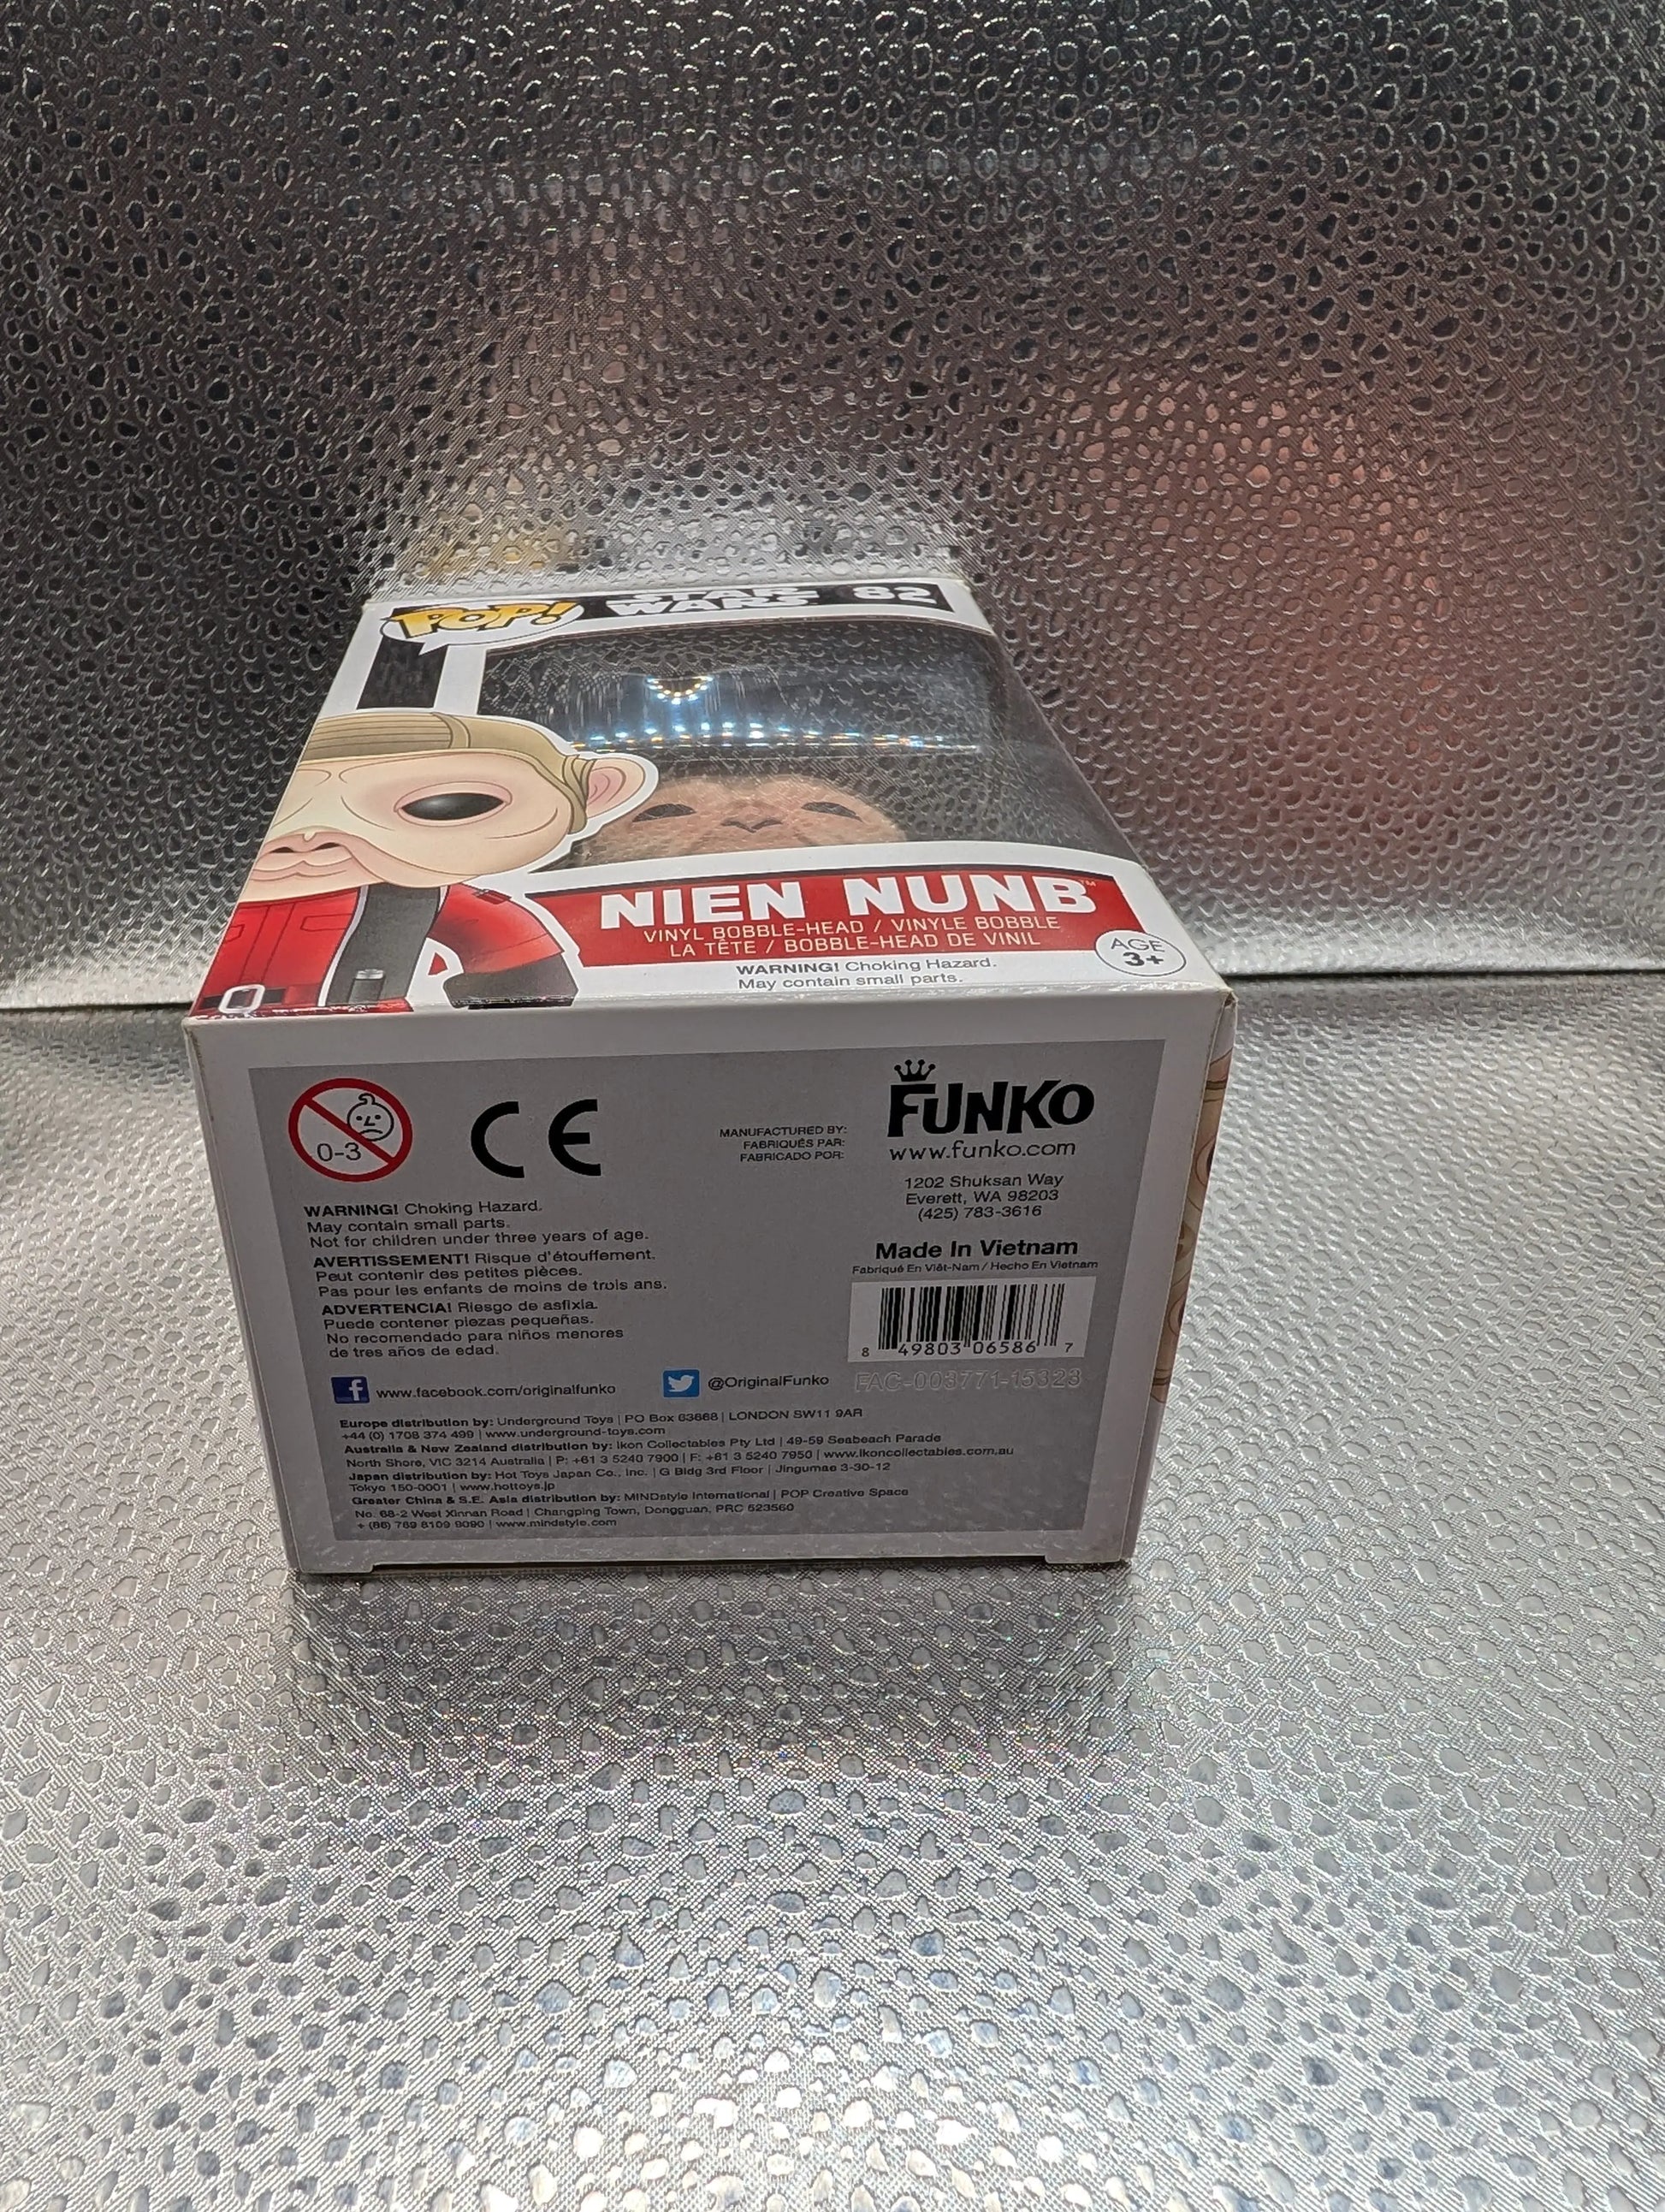 POP!
STAR
WARS
82
NIEN NUNB™
VINYL BOBBLE-HEAD / VINYLE BOBBLE
LA TÊTE / BOBBLE-HEAD DE VINIL
AGE
3+
WARNING! Choking Hazard.
May contain small parts.
0-3
CE
MANUFACTURED BY:
FABRIQUÉS PAR:
FABRICADO POR:
FUNKO
www.funko.com
1202 Shuksan Way
Everett, WA 98203
(425) 783-3616
WARNING! Choking Hazard.
May contain small parts.
Not for children under three years of age.
AVERTISSEMENT! Risque d'étouffement.
Peut contenir des petites pièces.
Pas pour les enfants de moins de trois ans.
ADVERTENCIA! Riesgo de asfixia.
Puede contener piezas pequeñas.
No recomendado para niños menores
de tres años de edad.
Made In Vietnam
Fabriqué En Viêt-Nam / Hecho En Vietnam
8 49803 06586 7
FAC-003771-15323
f www.facebook.com/originalfunko
@OriginalFunko
Europe distribution by: Underground Toys | PO Box 63668 | LONDON SW11 9AR
+44 (0) 1708 374 499 | www.underground-toys.com
Australia & New Zealand distribution by: Ikon Collectables Pty Ltd | 49-59 Seabeach Parade
North Shore, VIC 3214 Australia | P: +61 3 5240 7900 | F: +61 3 5240 7950 | www.ikoncollectables.com.au
Japan distribution by: Hot Toys Japan Co., Inc. | G Bldg 3rd Floor | Jingumae 3-30-12
Tokyo 150-0001 | www.hottoys.jp
Greater China & S.E. Asia distribution by: MINDstyle International | POP Creative Space
No. 68-2 West Xinnan Road | Changping Town, Dongguan, PRC 523560
+ (86) 769 8109 9090 | www.mindstyle.com